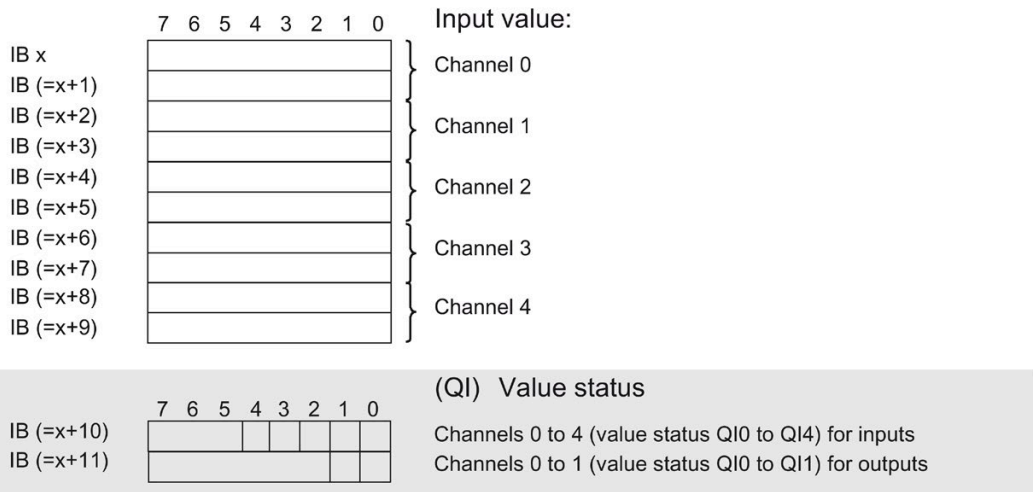 7 6 5 4 3 2 1 0 Input value:
IB x
Channel 0
IB (=x+1)
IB (=x+2)
Channel 1
IB (=x+3)
IB (=x+4)
Channel 2
IB (=x+5)
IB (=x+6)
Channel 3
IB (=x+7)
IB (=x+8)
Channel 4
IB (=x+9)
(QI) Value status
7 6 5 4 3 2 1 0
IB (=x+10) Channels 0 to 4 (value status QI0 to QI4) for inputs
IB (=x+11) Channels 0 to 1 (value status QI0 to QI1) for outputs